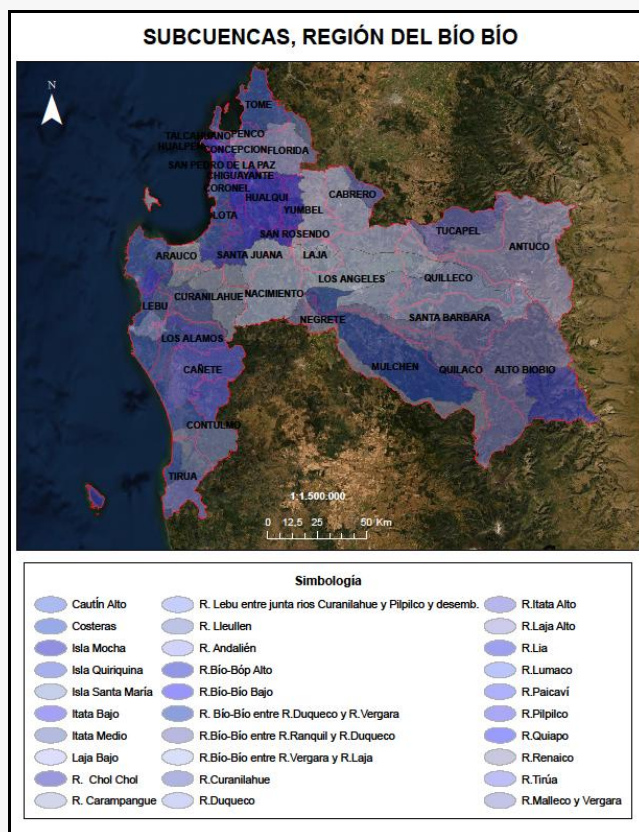 SUBCUENCAS, REGIÓN DEL BÍO BÍO
N
TOME
TALCAHUANO
PENCO
HUALPEN
CONCEPCION
FLORIDA
SAN PEDRO DE LA PAZ
CHIGUAYANTE
CORONEL
HUALQUI
CABRERO
LOTA
YUMBEL
TUCAPEL
SAN ROSENDO
ANTUCO
ARAUCO
SANTA JUANA
LAJA
LOS ANGELES
QUILLECO
CURANILAHUE
NACIMIENTO
LEBU
NEGRETE
SANTA BARBARA
LOS ALAMOS
MULCHEN
QUILACO
ALTO BIOBIO
CAÑETE
CONTULMO
TIRUA
1:1.500.000
0 12,5 25 50 Km
Simbología
Cautín Alto
Costeras
Isla Mocha
Isla Quiriquina
Isla Santa María
Itata Bajo
Itata Medio
Laja Bajo
R. Chol Chol
R. Carampangue
R. Lebu entre junta rios Curanilahue y Pilpilco y desemb.
R. Lleullen
R. Andalién
R.Bío-Bóp Alto
R.Bío-Bío Bajo
R. Bío-Bío entre R.Duqueco y R.Vergara
R.Bío-Bío entre R.Ranquil y R.Duqueco
R.Bío-Bío entre R.Vergara y R.Laja
R.Curanilahue
R.Duqueco
R.Itata Alto
R.Laja Alto
R.Lia
R.Lumaco
R.Paicaví
R.Pilpilco
R.Quiapo
R.Renaico
R.Tirúa
R.Malleco y Vergara